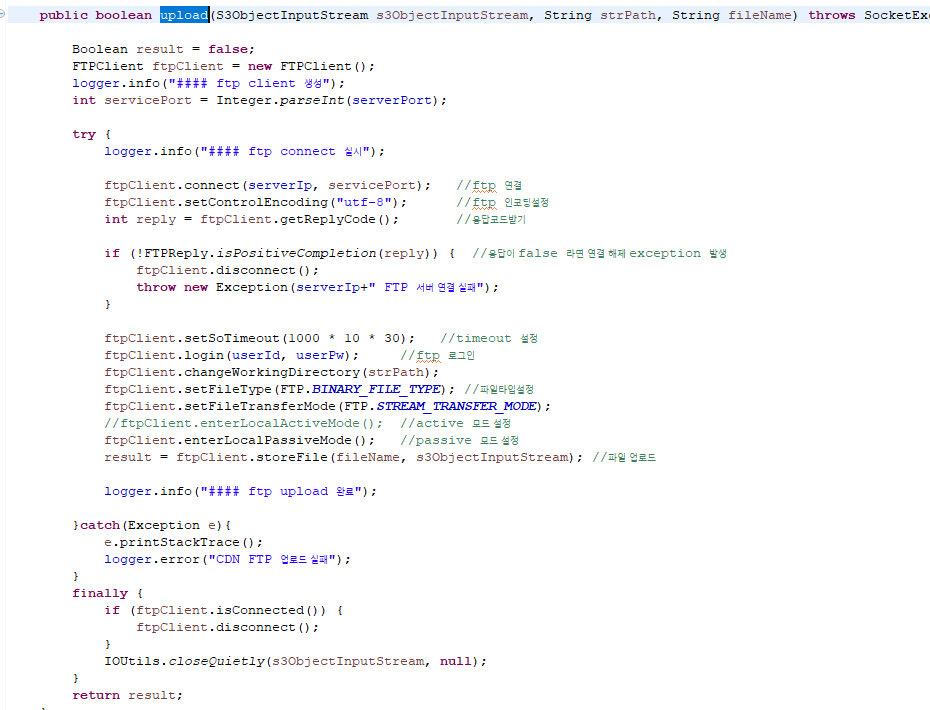 public boolean upload(S3ObjectInputStream s3ObjectInputStream, String strPath, String fileName) throws SocketEx
Boolean result = false;
FTPClient ftpClient = new FTPClient();
logger.info("#### ftp client 생성");
int servicePort = Integer.parseInt(serverPort);
try {
logger.info("#### ftp connect 실시");
ftpClient.connect(serverIp, servicePort); //ftp 연결
ftpClient.setControlEncoding("utf-8"); //ftp 인코딩설정
int reply = ftpClient.getReplyCode(); //응답코드받기
if (!FTPReply.isPositiveCompletion(reply)) { //응답이 false 라면 연결 해제 exception 발생
ftpClient.disconnect();
throw new Exception(serverIp+" FTP 서버 연결 실패");
}
ftpClient.setSoTimeout(1000 * 10 * 30); //timeout 설정
ftpClient.login(userId, userPw); //ftp 로그인
ftpClient.changeWorkingDirectory(strPath);
ftpClient.setFileType(FTP.BINARY_FILE_TYPE); //파일타입설정
ftpClient.setFileTransferMode(FTP.STREAM_TRANSFER_MODE);
//ftpClient.enterLocalActiveMode(); //active 모드 설정
ftpClient.enterLocalPassiveMode(); //passive 모드 설정
result = ftpClient.storeFile(fileName, s3ObjectInputStream); //파일 업로드
logger.info("#### ftp upload 완료");
}catch(Exception e){
e.printStackTrace();
logger.error("CDN FTP 업로드 실패");
}
finally {
if (ftpClient.isConnected()) {
ftpClient.disconnect();
}
IOUtils.closeQuietly(s3ObjectInputStream, null);
}
return result;